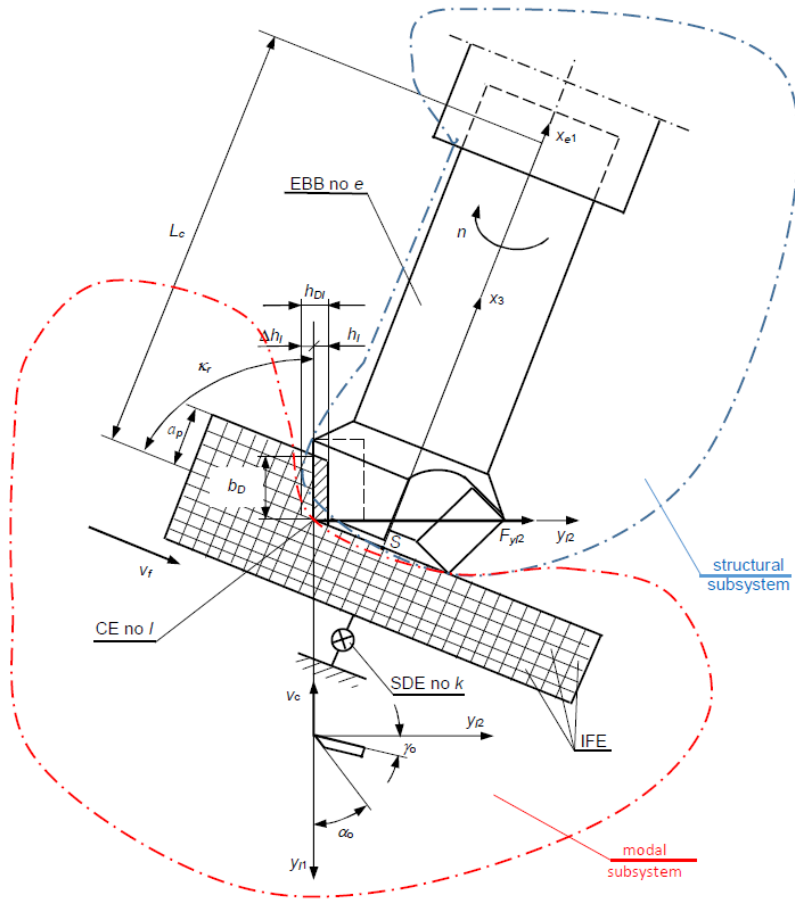 x_e1
EBB no e
n
L_c
h_Dl
x_3
Δh_l
h_l
κ_r
a_p
b_D
S
F_yl2
y_l2
v_f
structural
subsystem
CE no l
SDE no k
v_c
y_l2
IFE
γ_o
α_o
modal
subsystem
y_l1